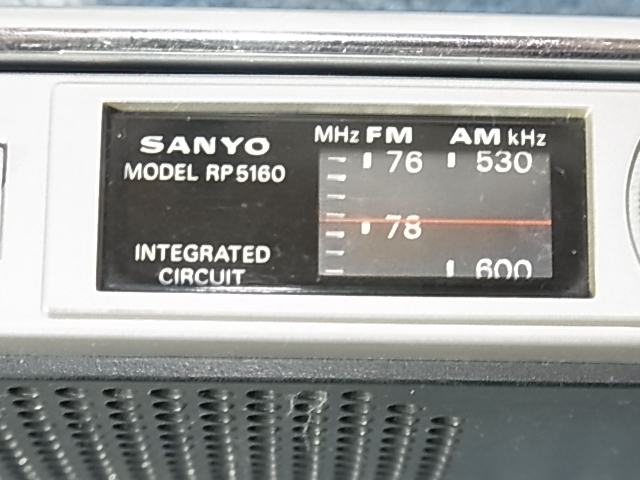 SANYO
MODEL RP5160
INTEGRATED
CIRCUIT
MHz FM AM kHz
76 530
78
600